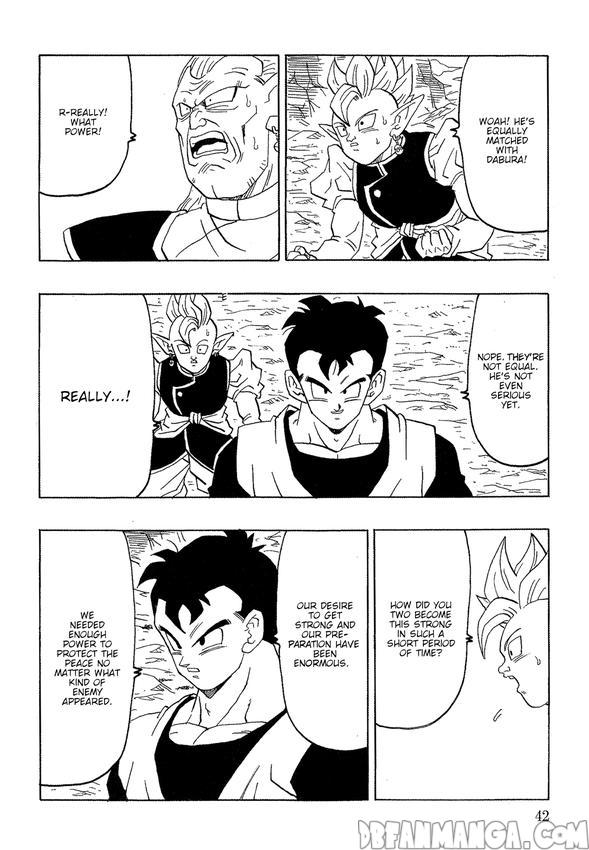 WOAH! HE'S
EQUALLY
MATCHED
WITH
DABURA!
R-REALLY!
WHAT
POWER!
NOPE. THEY'RE
NOT EQUAL.
HE'S NOT
EVEN
SERIOUS
YET.
REALLY...!
HOW DID YOU
TWO BECOME
THIS STRONG
IN SUCH A
SHORT PERIOD
OF TIME?
OUR DESIRE
TO GET
STRONG AND
OUR PRE-
PARATION HAVE
BEEN
ENORMOUS.
WE
NEEDED
ENOUGH
POWER TO
PROTECT THE
PEACE NO
MATTER WHAT
KIND OF
ENEMY
APPEARED.
42
DBFANMANGA.COM